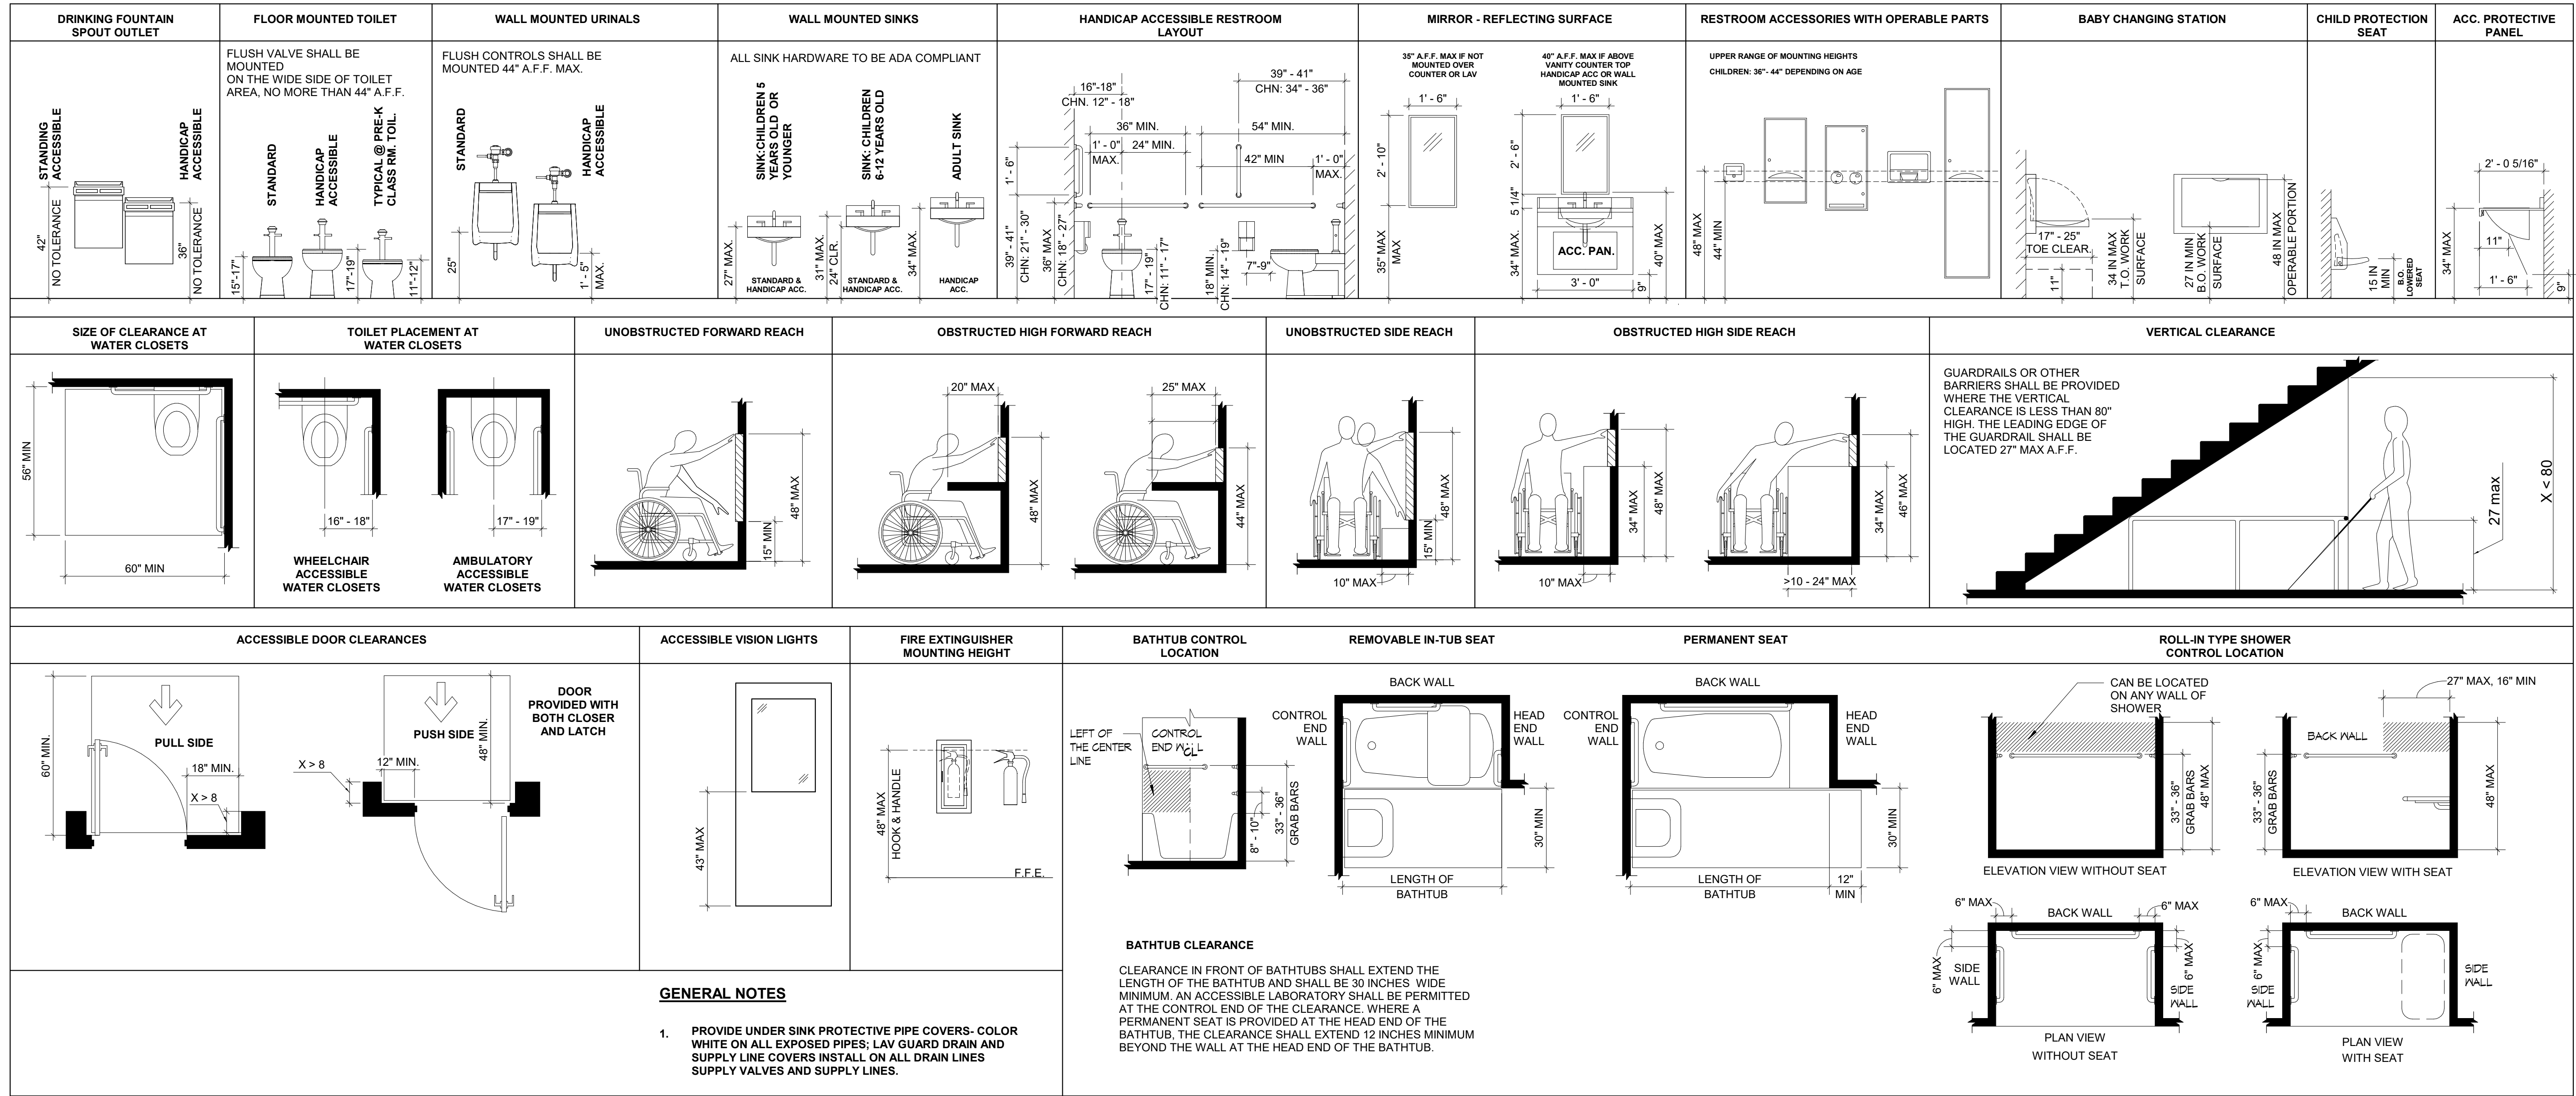 DRINKING FOUNTAIN
SPOUT OUTLET
STANDING
ACCESSIBLE
HANDICAP
ACCESSIBLE
42"
NO TOLERANCE
36"
NO TOLERANCE
FLOOR MOUNTED TOILET
FLUSH VALVE SHALL BE
MOUNTED
ON THE WIDE SIDE OF TOILET
AREA, NO MORE THAN 44" A.F.F.
STANDARD
HANDICAP
ACCESSIBLE
TYPICAL @ PRE-K
CLASS RM. TOIL.
15"-17"
17"-19"
11"-12"
WALL MOUNTED URINALS
FLUSH CONTROLS SHALL BE
MOUNTED 44" A.F.F. MAX.
STANDARD
HANDICAP
ACCESSIBLE
25"
1' - 5"
MAX.
WALL MOUNTED SINKS
ALL SINK HARDWARE TO BE ADA COMPLIANT
SINK:CHILDREN 5
YEARS OLD OR
YOUNGER
SINK: CHILDREN
6-12 YEARS OLD
ADULT SINK
27" MAX.
31" MAX.
24" CLR.
34" MAX
STANDARD &
HANDICAP ACC.
STANDARD &
HANDICAP ACC.
HANDICAP
ACC.
HANDICAP ACCESSIBLE RESTROOM
LAYOUT
39" - 41"
CHN: 34" - 36"
16"-18"
CHN. 12" - 18"
36" MIN.
54" MIN.
1' - 0"
MAX.
24" MIN.
42" MIN
1' - 0"
MAX.
1' - 6"
39" - 41"
CHN: 21" - 30"
36" MAX
CHN: 18" - 27"
17" - 19"
CHN: 11" - 17"
18" MIN.
CHN: 14" - 19"
7"-9"
MIRROR - REFLECTING SURFACE
35" A.F.F. MAX IF NOT
MOUNTED OVER
COUNTER OR LAV
40" A.F.F. MAX IF ABOVE
VANITY COUNTER TOP
HANDICAP ACC OR WALL
MOUNTED SINK
1' - 6"
1' - 6"
2' - 10"
35" MAX
MAX
2' - 6"
5 1/4"
34" MAX.
ACC. PAN.
40" MAX
3' - 0"
9"
RESTROOM ACCESSORIES WITH OPERABLE PARTS
UPPER RANGE OF MOUNTING HEIGHTS
CHILDREN: 36"- 44" DEPENDING ON AGE
48" MAX
44" MIN
BABY CHANGING STATION
17" - 25"
TOE CLEAR.
11"
34 IN MAX
T.O. WORK
SURFACE
27 IN MIN
B.O. WORK
SURFACE
48 IN MAX
OPERABLE PORTION
CHILD PROTECTION
SEAT
15 IN
MIN
B.O.
LOWERED
SEAT
ACC. PROTECTIVE
PANEL
2' - 0 5/16"
34" MAX
11"
1' - 6"
9"
SIZE OF CLEARANCE AT
WATER CLOSETS
56" MIN
60" MIN
TOILET PLACEMENT AT
WATER CLOSETS
16" - 18"
17" - 19"
WHEELCHAIR
ACCESSIBLE
WATER CLOSETS
AMBULATORY
ACCESSIBLE
WATER CLOSETS
UNOBSTRUCTED FORWARD REACH
15" MIN
48" MAX
OBSTRUCTED HIGH FORWARD REACH
20" MAX
48" MAX
25" MAX
44" MAX
UNOBSTRUCTED SIDE REACH
15" MIN
48" MAX
10" MAX
OBSTRUCTED HIGH SIDE REACH
34" MAX
48" MAX
10" MAX
34" MAX
46" MAX
>10 - 24" MAX
VERTICAL CLEARANCE
GUARDRAILS OR OTHER
BARRIERS SHALL BE PROVIDED
WHERE THE VERTICAL
CLEARANCE IS LESS THAN 80"
HIGH. THE LEADING EDGE OF
THE GUARDRAIL SHALL BE
LOCATED 27" MAX A.F.F.
27 max
X < 80
ACCESSIBLE DOOR CLEARANCES
60" MIN.
PULL SIDE
18" MIN.
X > 8
X > 8
12" MIN.
PUSH SIDE
48" MIN.
DOOR
PROVIDED WITH
BOTH CLOSER
AND LATCH
ACCESSIBLE VISION LIGHTS
43" MAX
FIRE EXTINGUISHER
MOUNTING HEIGHT
48" MAX
HOOK & HANDLE
F.F.E.
BATHTUB CONTROL
LOCATION
LEFT OF
THE CENTER
LINE
CONTROL
END WALL
CL
8" - 10"
33" - 36"
GRAB BARS
REMOVABLE IN-TUB SEAT
BACK WALL
CONTROL
END
WALL
HEAD
END
WALL
30" MIN
LENGTH OF
BATHTUB
PERMANENT SEAT
BACK WALL
CONTROL
END
WALL
HEAD
END
WALL
30" MIN
LENGTH OF
BATHTUB
12"
MIN
ROLL-IN TYPE SHOWER
CONTROL LOCATION
CAN BE LOCATED
ON ANY WALL OF
SHOWER
33" - 36"
GRAB BARS
48" MAX
ELEVATION VIEW WITHOUT SEAT
27" MAX, 16" MIN
BACK WALL
33" - 36"
GRAB BARS
48" MAX
ELEVATION VIEW WITH SEAT
6" MAX
BACK WALL
6" MAX
6" MAX
SIDE
WALL
6" MAX
SIDE
WALL
PLAN VIEW
WITHOUT SEAT
6" MAX
BACK WALL
6" MAX
SIDE
WALL
SIDE
WALL
PLAN VIEW
WITH SEAT
BATHTUB CLEARANCE
CLEARANCE IN FRONT OF BATHTUBS SHALL EXTEND THE
LENGTH OF THE BATHTUB AND SHALL BE 30 INCHES WIDE
MINIMUM. AN ACCESSIBLE LABORATORY SHALL BE PERMITTED
AT THE CONTROL END OF THE CLEARANCE. WHERE A
PERMANENT SEAT IS PROVIDED AT THE HEAD END OF THE
BATHTUB, THE CLEARANCE SHALL EXTEND 12 INCHES MINIMUM
BEYOND THE WALL AT THE HEAD END OF THE BATHTUB.
GENERAL NOTES
1. PROVIDE UNDER SINK PROTECTIVE PIPE COVERS- COLOR
WHITE ON ALL EXPOSED PIPES; LAV GUARD DRAIN AND
SUPPLY LINE COVERS INSTALL ON ALL DRAIN LINES
SUPPLY VALVES AND SUPPLY LINES.